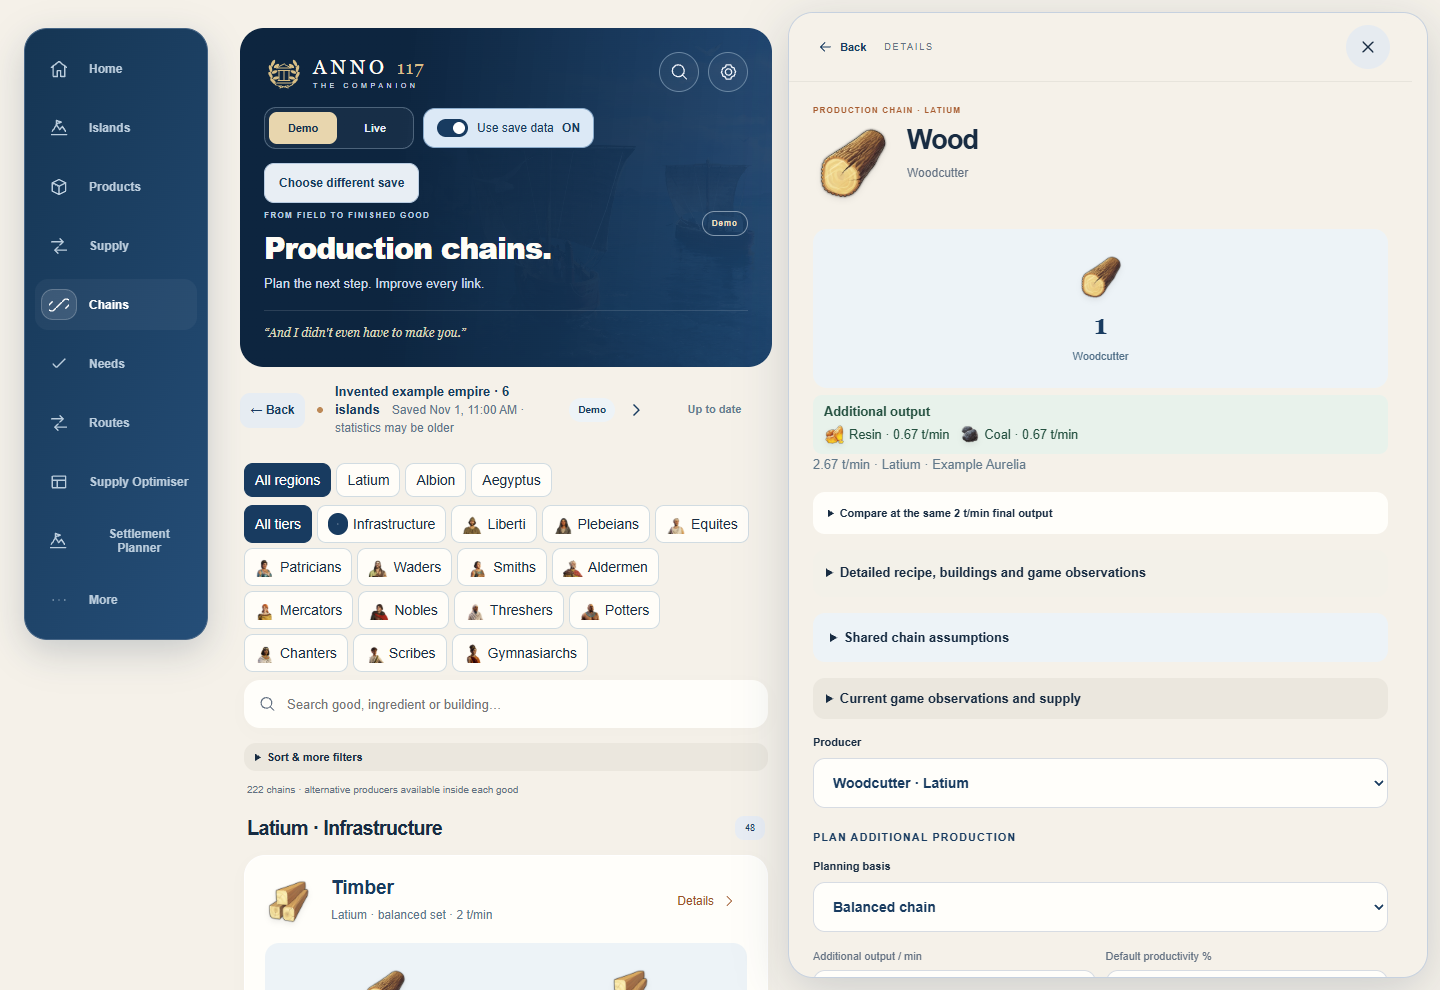 Home
Islands
Products
Supply
Chains
Needs
Routes
Supply Optimiser
Settlement
Planner
More
ANNO 117
THE COMPANION
Demo
Live
Use save data ON
Choose different save
FROM FIELD TO FINISHED GOOD
Demo
Production chains.
Plan the next step. Improve every link.
“And I didn't even have to make you.”
← Back
Invented example empire · 6
islands Saved Nov 1, 11:00 AM ·
statistics may be older
Demo
Up to date
All regions
Latium
Albion
Aegyptus
All tiers
Infrastructure
Liberti
Plebeians
Equites
Patricians
Waders
Smiths
Aldermen
Mercators
Nobles
Threshers
Potters
Chanters
Scribes
Gymnasiarchs
Search good, ingredient or building...
Sort & more filters
222 chains · alternative producers available inside each good
Latium · Infrastructure
48
Timber
Latium · balanced set · 2 t/min
Details
← Back
DETAILS
PRODUCTION CHAIN · LATIUM
Wood
Woodcutter
1
Woodcutter
Additional output
Resin · 0.67 t/min Coal · 0.67 t/min
2.67 t/min · Latium · Example Aurelia
Compare at the same 2 t/min final output
Detailed recipe, buildings and game observations
Shared chain assumptions
Current game observations and supply
Producer
Woodcutter · Latium
PLAN ADDITIONAL PRODUCTION
Planning basis
Balanced chain
Additional output / min
Default productivity %